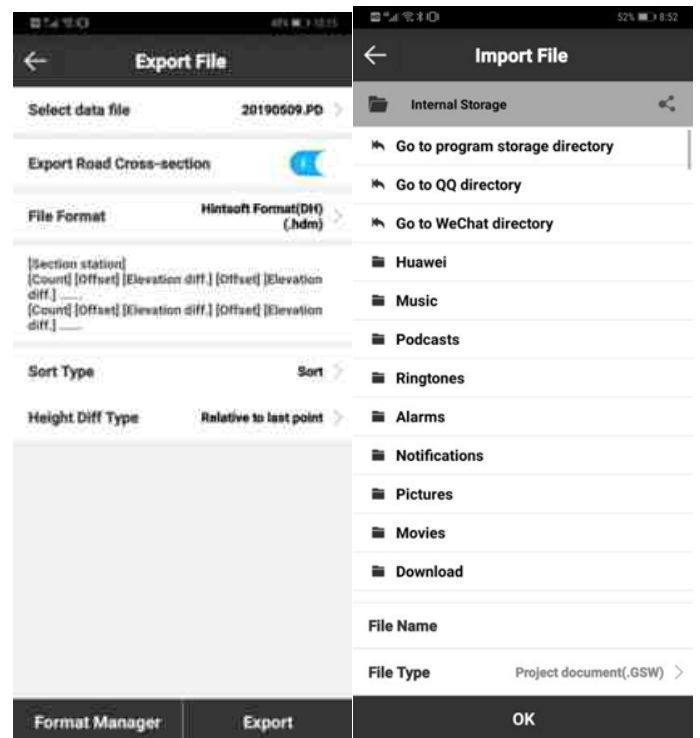 Export File
Select data file 20190509.PD
Export Road Cross-section
File Format Hintsoft Format(DH)
(.hdm)
[Section station]
[Count] [Offset] [Elevation diff.] [Offset] [Elevation
diff.] ......
[Count] [Offset] [Elevation diff.] [Offset] [Elevation
diff.] ......
Sort Type Sort
Height Diff Type Relative to last point
Format Manager Export
52% 8:52
Import File
Internal Storage
Go to program storage directory
Go to QQ directory
Go to WeChat directory
Huawei
Music
Podcasts
Ringtones
Alarms
Notifications
Pictures
Movies
Download
File Name
File Type Project document(.GSW)
OK